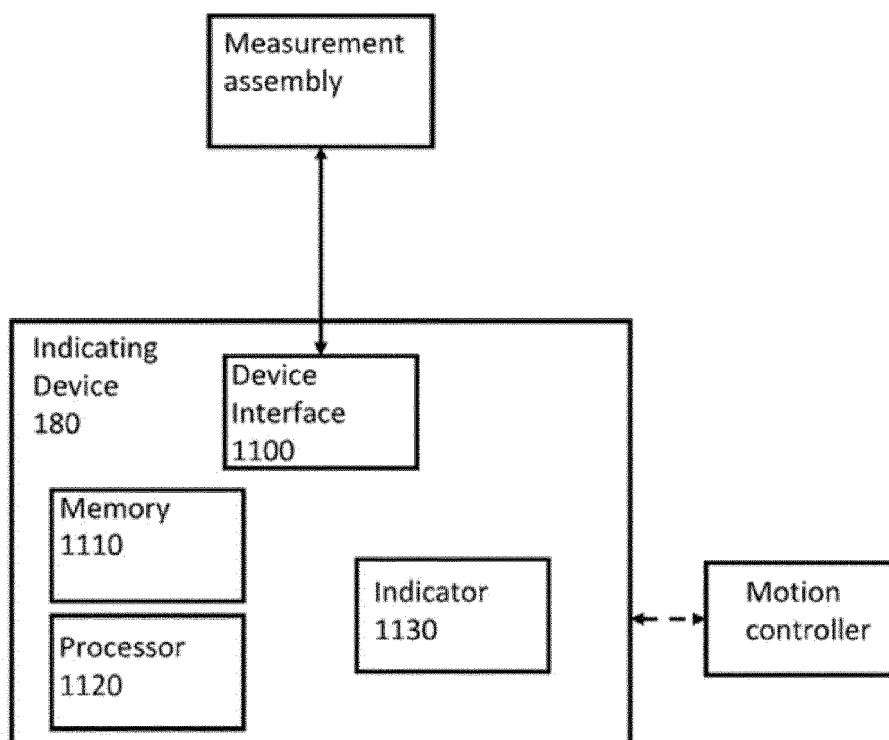 Measurement
assembly
Indicating
Device
180
Device
Interface
1100
Memory
1110
Indicator
1130
Motion
controller
Processor
1120